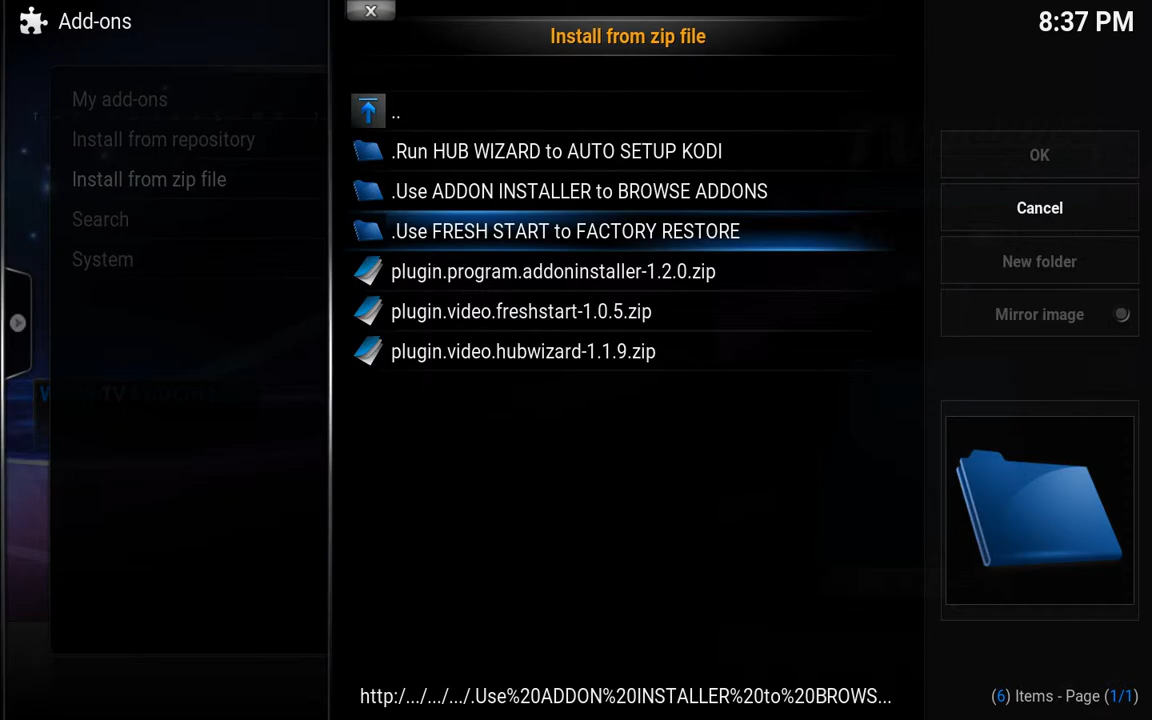 Add-ons
Install from zip file
8:37 PM
My add-ons
Install from repository
Install from zip file
Search
System
..
.Run HUB WIZARD to AUTO SETUP KODI
.Use ADDON INSTALLER to BROWSE ADDONS
.Use FRESH START to FACTORY RESTORE
plugin.program.addoninstaller-1.2.0.zip
plugin.video.freshstart-1.0.5.zip
plugin.video.hubwizard-1.1.9.zip
OK
Cancel
New folder
Mirror image
http:/.../.../.../.Use%20ADDON%20INSTALLER%20to%20BROWS...
(6) Items - Page (1/1)